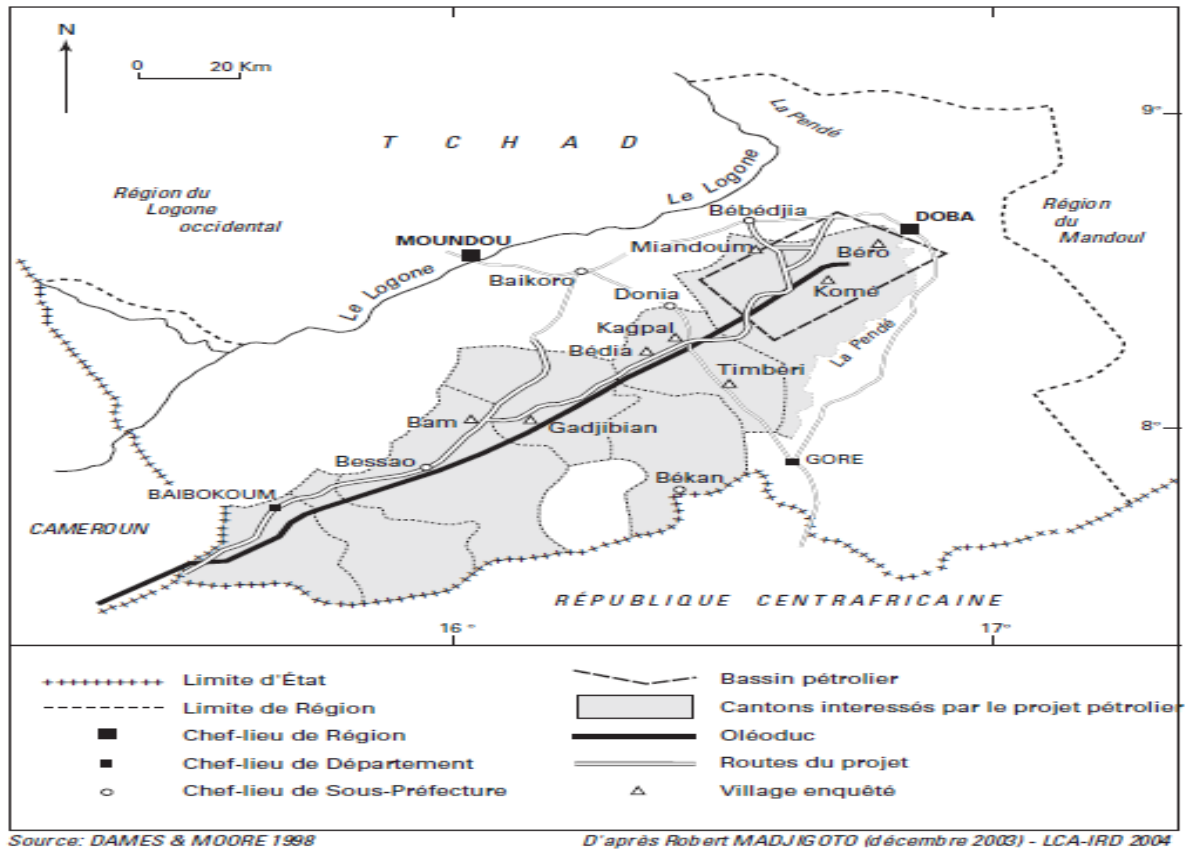 N
0 20 Km
La Pendé
9°
T C H A D
Région du
Logone
occidental
Le Logone
Région
du
Mandoul
Bébédjia
DOBA
MOUNDOU
Miandoum
Béro
Baikoro
Le Logone
Donia
Komé
Kagpal
La Pendé
Bédia
Timbéri
8°
Bam
Gadjibian
Bessao
GORE
Békan
BAIBOKOUM
CAMEROUN
RÉPUBLIQUE CENTRAFRICAINE
16°
17°
Limite d'État
Limite de Région
Chef-lieu de Région
Chef-lieu de Département
Chef-lieu de Sous-Préfecture
Bassin pétrolier
Cantons interessés par le projet pétrolier
Oléoduc
Routes du projet
Village enquêté
Source: DAMES & MOORE 1998
D'après Robert MADJIGOTO (décembre 2003) - LCA-IRD 2004